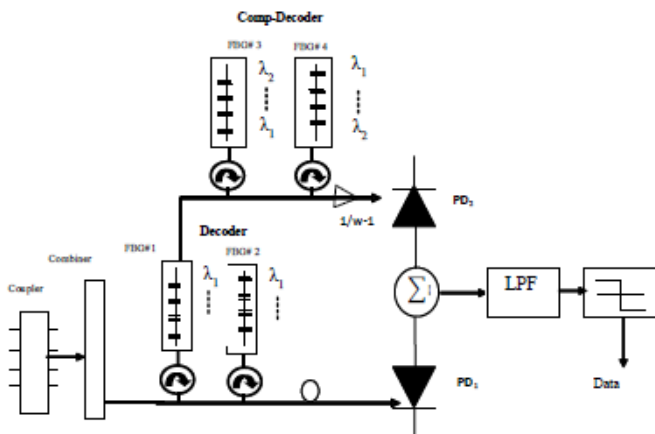 Comp-Decoder
FBG# 3
FBG# 4
λ2
λ1
λ1
λ2
1/w-1
PD2
Decoder
FBG#1
FBG# 2
λ1
λ1
Combiner
Coupler
Σ
LPF
PD1
Data